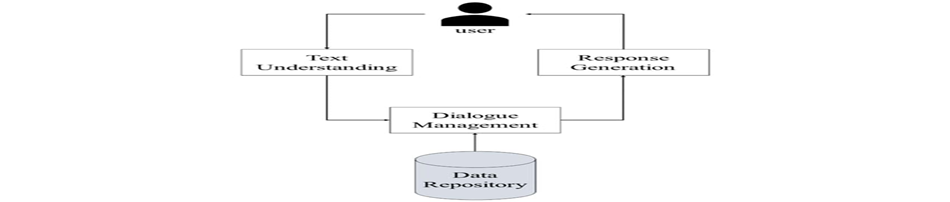 user
Text
Understanding
Response
Generation
Dialogue
Management
Data
Repository